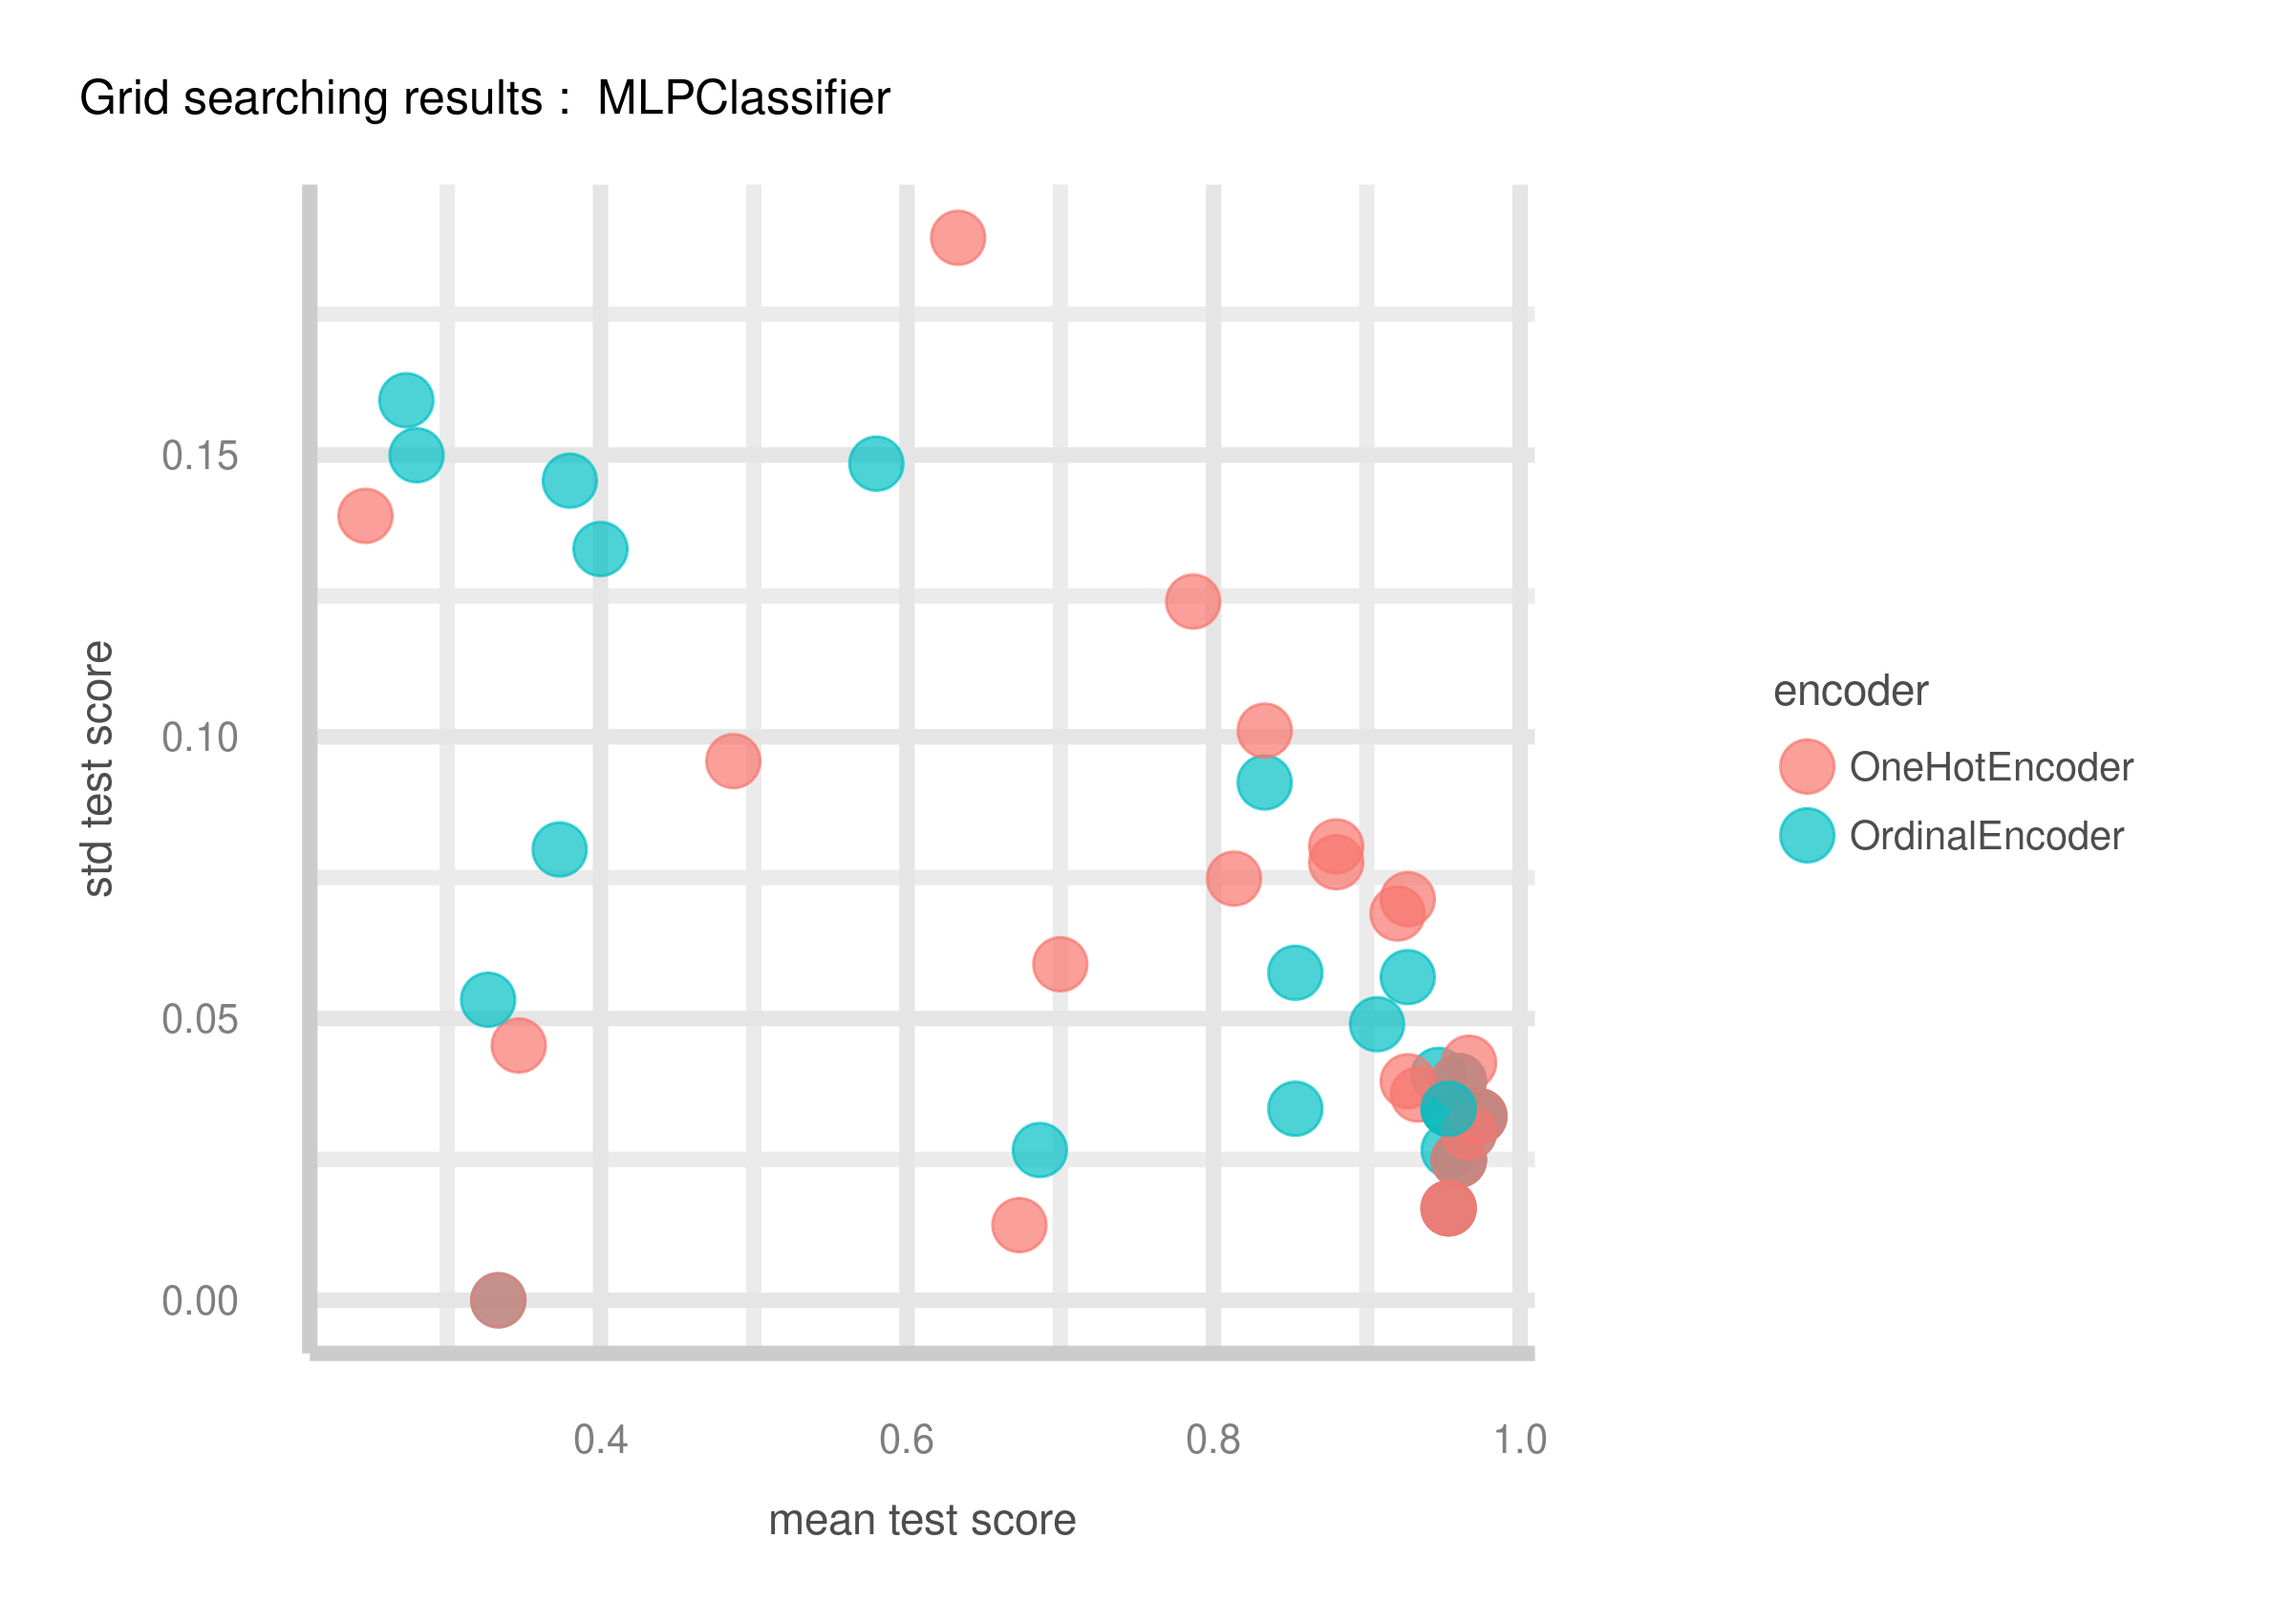 Grid searching results :  MLPClassifier
std test score
0.15
0.10
0.05
0.00
0.4
0.6
0.8
1.0
mean test score
encoder
OneHotEncoder
OrdinalEncoder